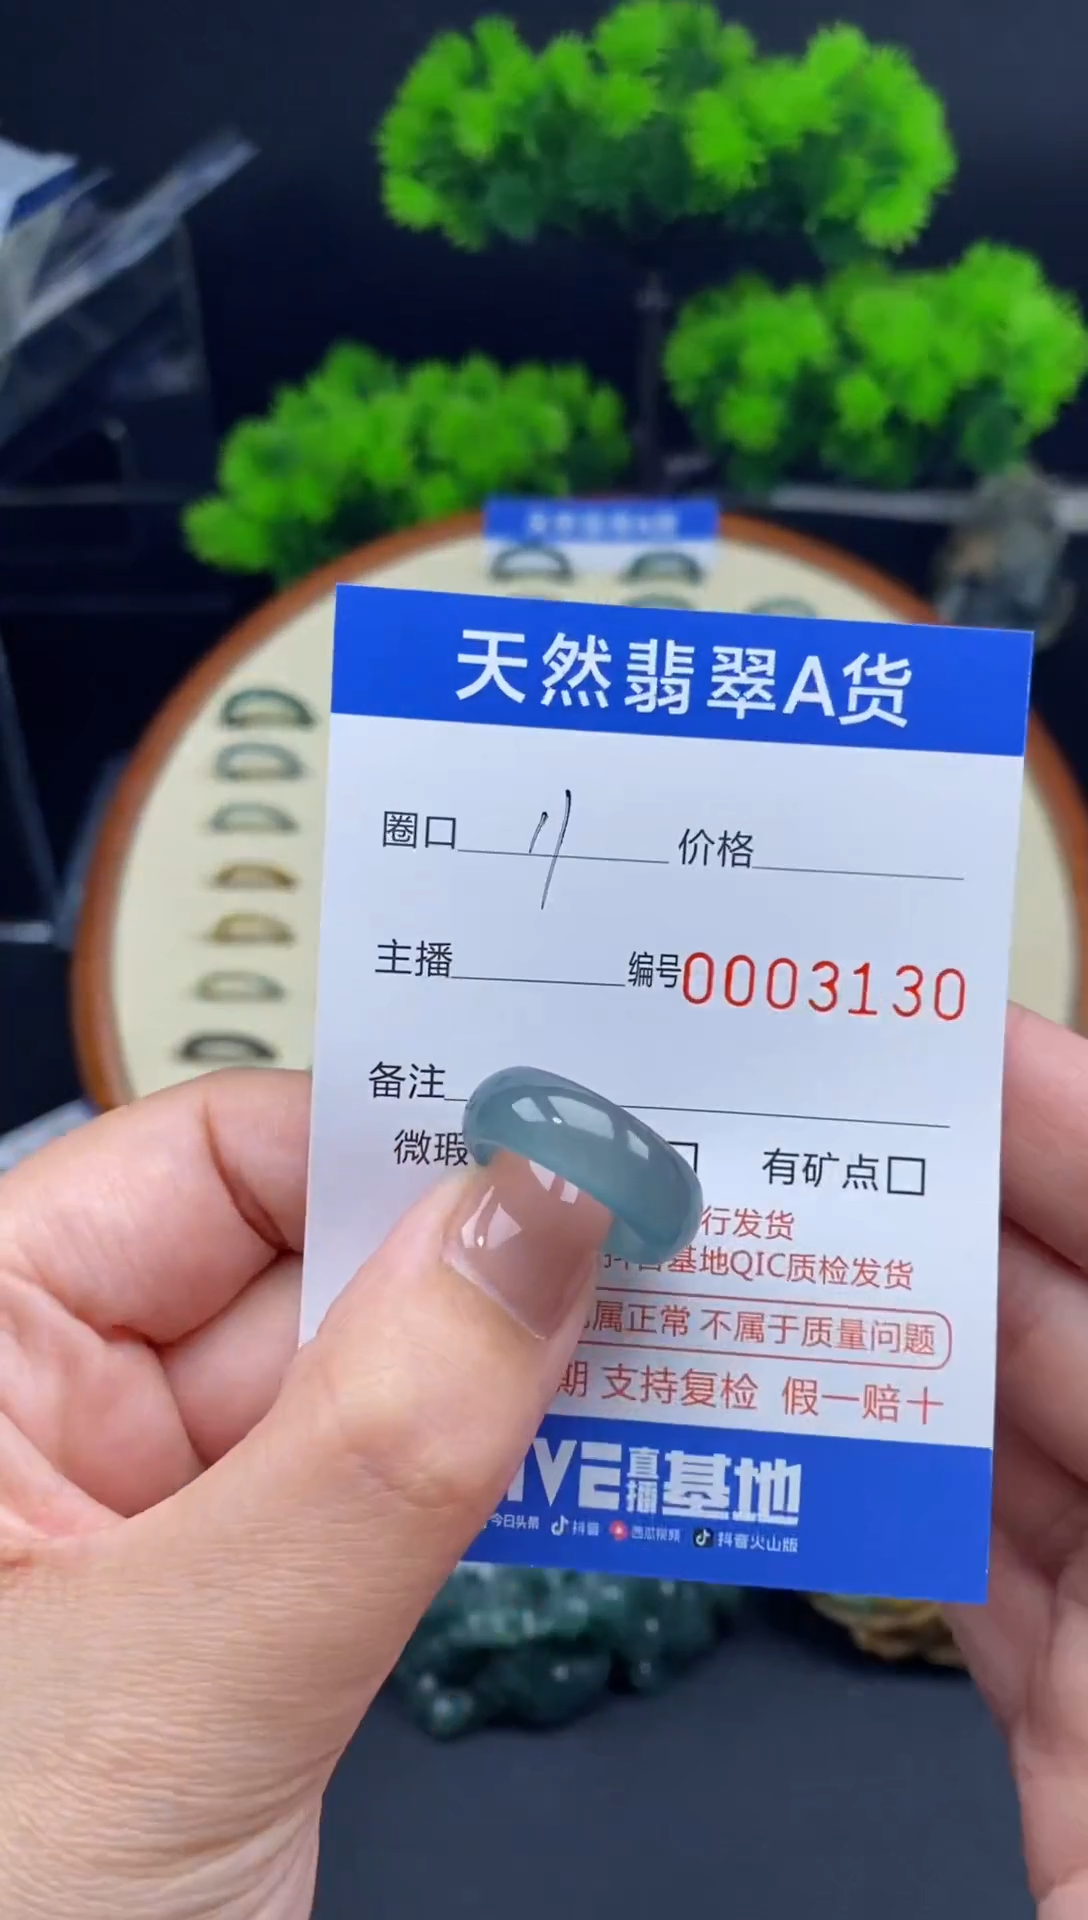 天然翡翠A货
圈口 11 价格
主播 编号0003130
备注
微瑕 有矿点
行发货
基地QIC质检发货
属正常 不属于质量问题
期 支持复检 假一赔十
IVE直播基地
今日头条 抖音 西瓜视频 抖音火山版